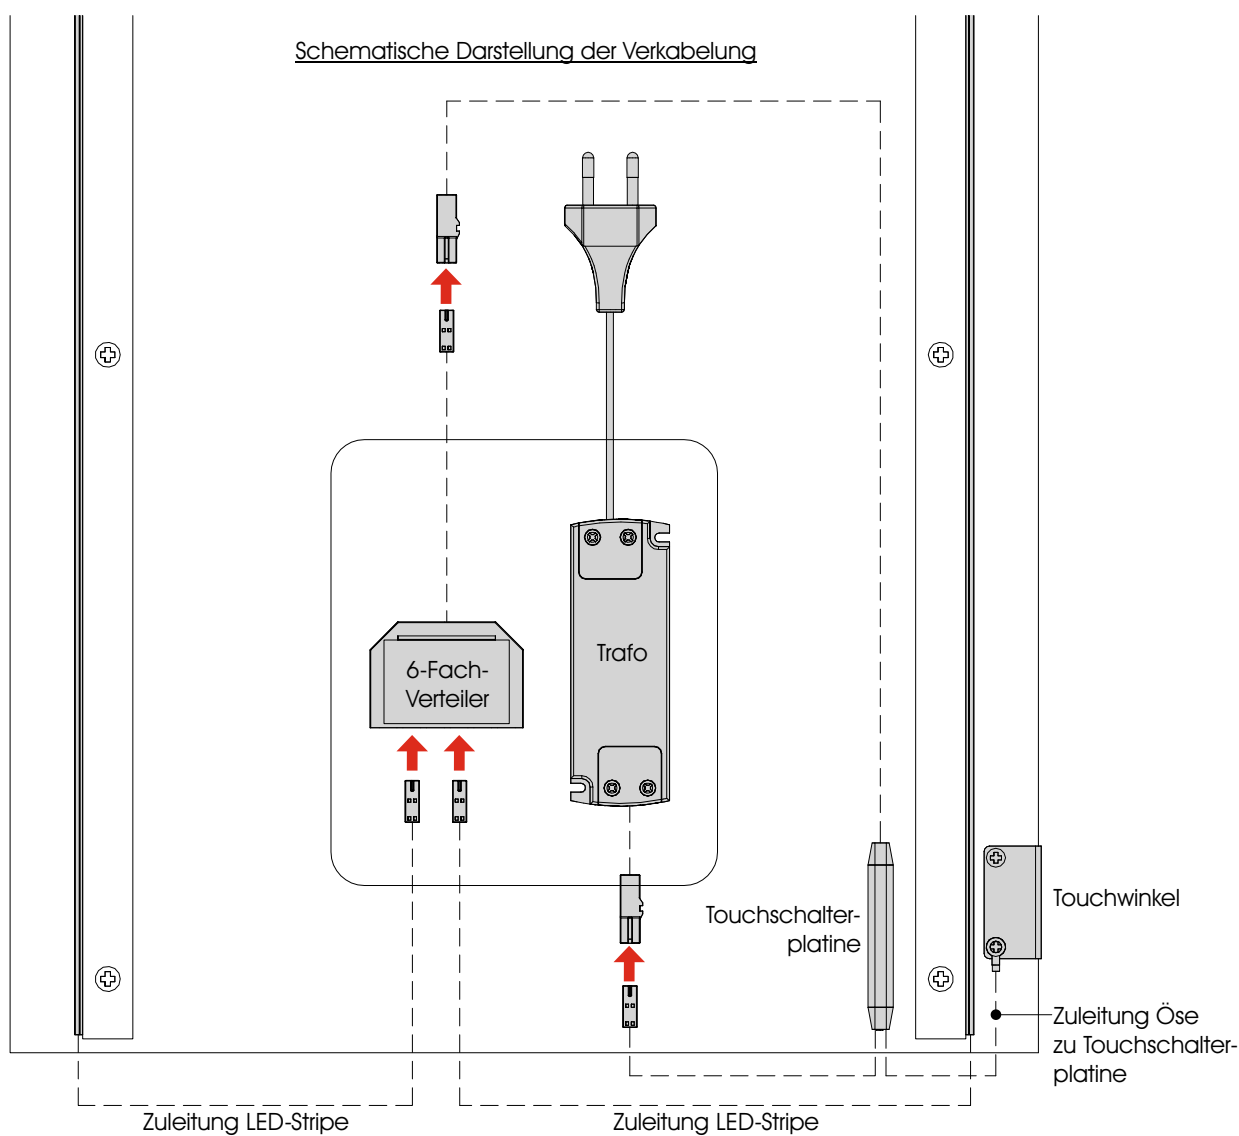 Schematische Darstellung der Verkabelung
6-Fach-
Verteiler
Trafo
Touchschalter-
platine
Touchwinkel
Zuleitung Öse
zu Touchschalter-
platine
Zuleitung LED-Stripe
Zuleitung LED-Stripe